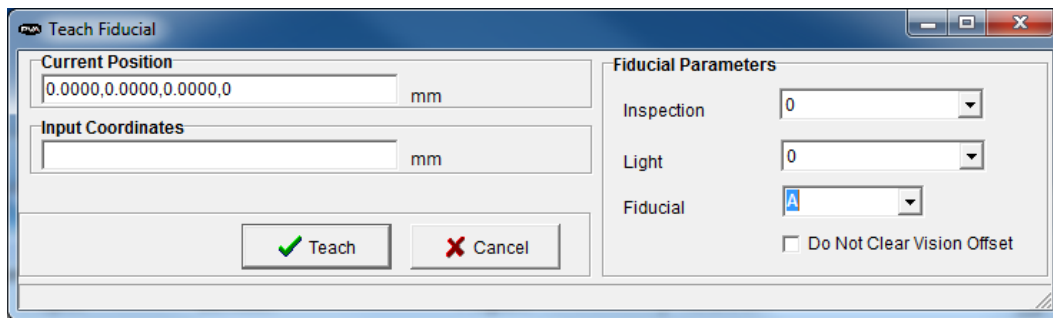 PVA Teach Fiducial
Current Position
0.0000,0.0000,0.0000,0 mm
Input Coordinates
mm
Teach
Cancel
Fiducial Parameters
Inspection 0
Light 0
Fiducial A
Do Not Clear Vision Offset